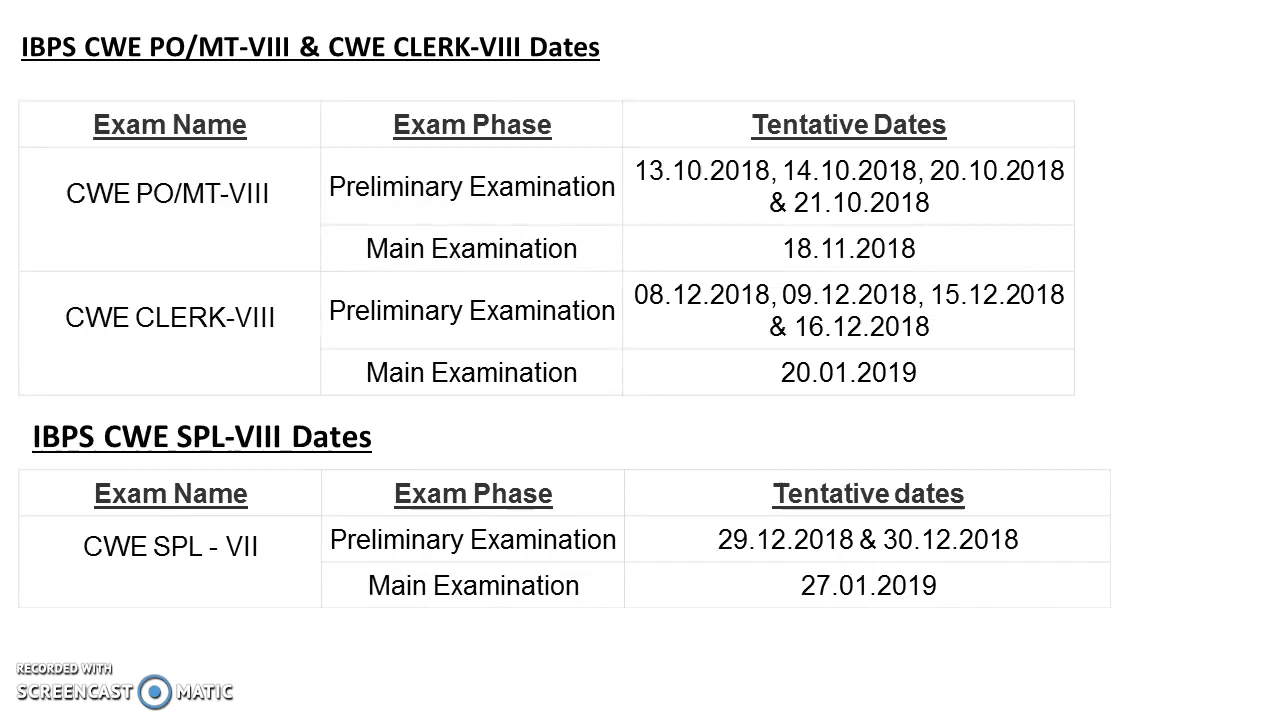 IBPS CWE PO/MT-VIII & CWE CLERK-VIII Dates
Exam Name Exam Phase Tentative Dates
CWE PO/MT-VIII
Preliminary Examination
13.10.2018, 14.10.2018, 20.10.2018
& 21.10.2018
Main Examination 18.11.2018
CWE CLERK-VIII
Preliminary Examination
08.12.2018, 09.12.2018, 15.12.2018
& 16.12.2018
Main Examination 20.01.2019
IBPS CWE SPL-VIII Dates
Exam Name Exam Phase Tentative dates
CWE SPL - VII
Preliminary Examination 29.12.2018 & 30.12.2018
Main Examination 27.01.2019
RECORDED WITH
SCREENCAST MATIC